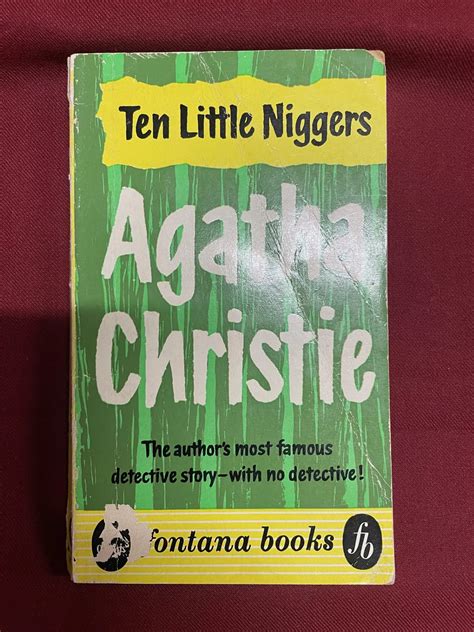 Ten Little Niggers
Agatha
Christie
The author's most famous
detective story-with no detective!
fontana books fb